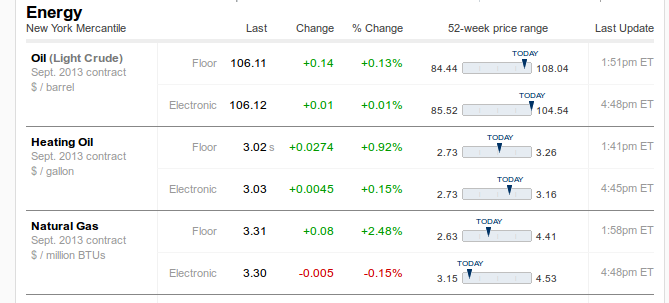 Energy
New York Mercantile Last Change % Change 52-week price range Last Update
TODAY
Oil (Light Crude) Floor 106.11 +0.14 +0.13% 84.44 108.04 1:51pm ET
Sept. 2013 contract
$ / barrel
TODAY
Electronic 106.12 +0.01 +0.01% 85.52 104.54 4:48pm ET
TODAY
Heating Oil Floor 3.02 s +0.0274 +0.92% 2.73 3.26 1:41pm ET
Sept. 2013 contract
$ / gallon
TODAY
Electronic 3.03 +0.0045 +0.15% 2.73 3.16 4:45pm ET
TODAY
Natural Gas Floor 3.31 +0.08 +2.48% 2.63 4.41 1:58pm ET
Sept. 2013 contract
$ / million BTUs
TODAY
Electronic 3.30 -0.005 -0.15% 3.15 4.53 4:48pm ET